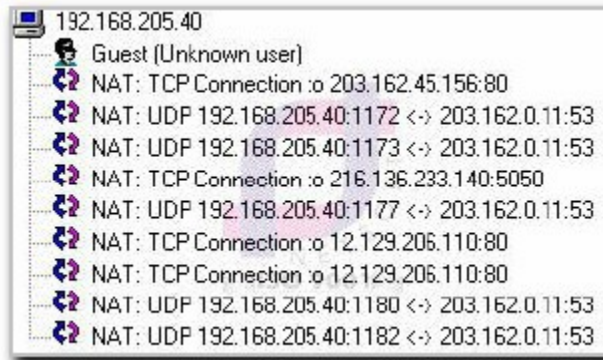 192.168.205.40
Guest (Unknown user)
NAT: TCP Connection :o 203.162.45.156:80
NAT: UDP 192.168.205.40:1172 <-> 203.162.0.11:53
NAT: UDP 192.168.205.40:1173 <-> 203.162.0.11:53
NAT: TCP Connection :o 216.136.233.140:5050
NAT: UDP 192.168.205.40:1177 <-> 203.162.0.11:53
NAT: TCP Connection :o 12.129.206.110:80
NAT: TCP Connection :o 12.129.206.110:80
NAT: UDP 192.168.205.40:1180 <-> 203.162.0.11:53
NAT: UDP 192.168.205.40:1182 <-> 203.162.0.11:53